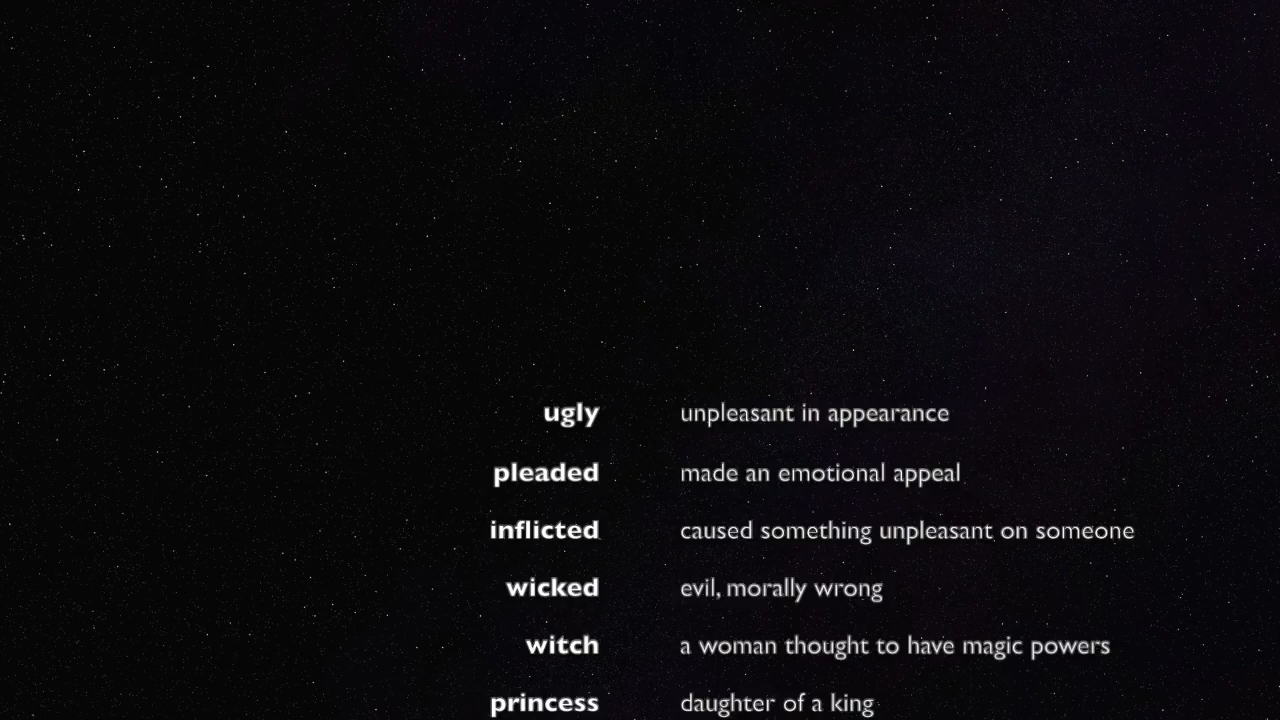 ugly unpleasant in appearance
pleaded made an emotional appeal
inflicted caused something unpleasant on someone
wicked evil, morally wrong
witch a woman thought to have magic powers
princess daughter of a king